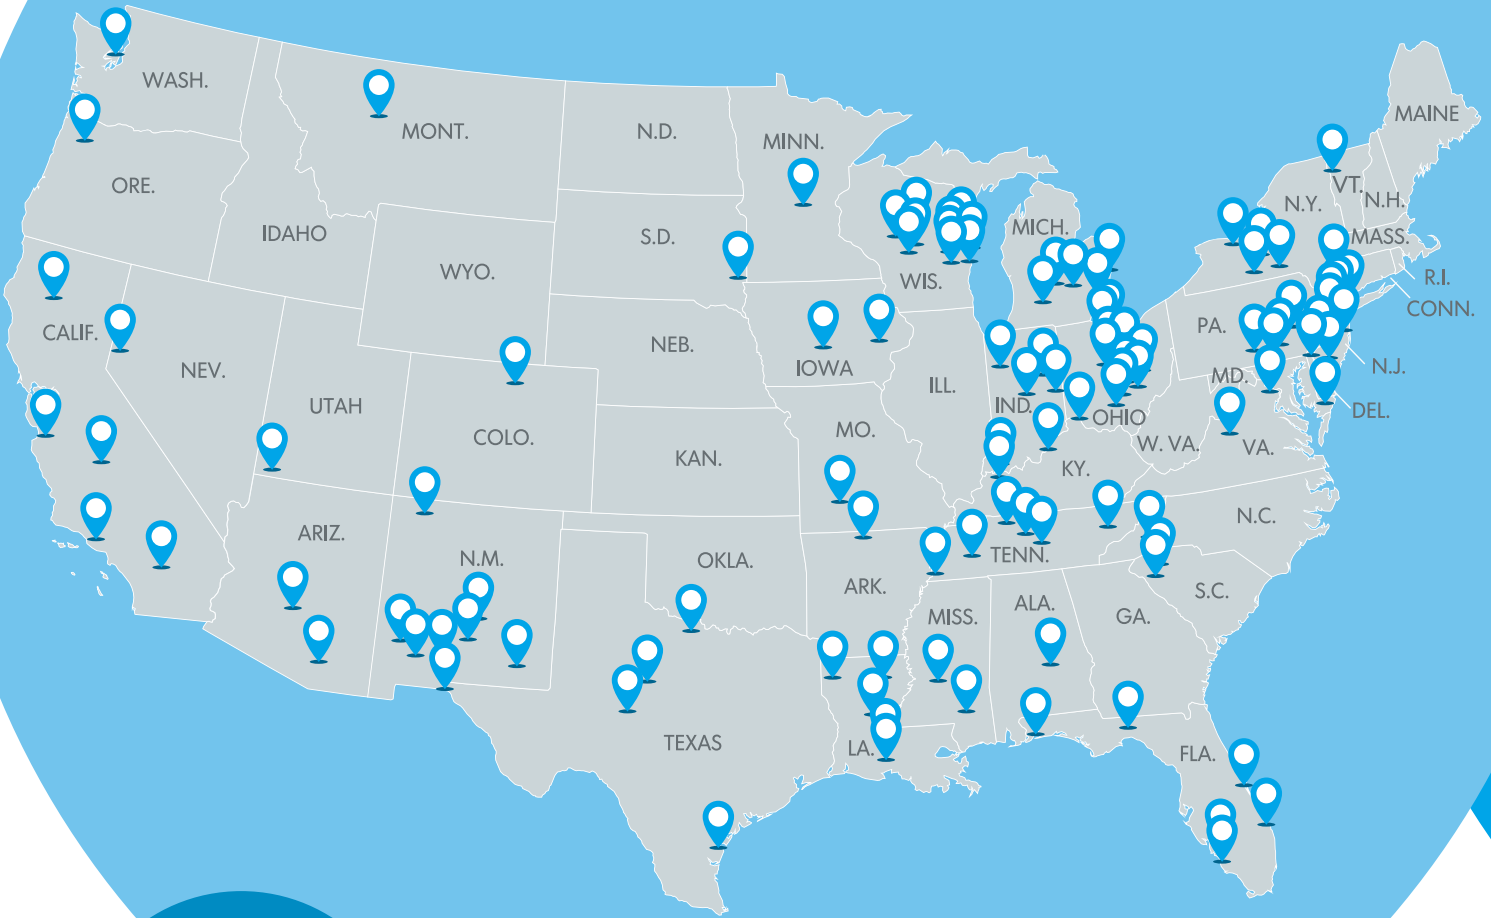 WASH.
MONT.
N.D.
MINN.
MAINE
ORE.
VT.
N.H.
N.Y.
IDAHO
S.D.
MICH.
MASS.
WYO.
WIS.
R.I.
CONN.
CALIF.
NEV.
NEB.
IOWA
PA.
N.J.
UTAH
ILL.
MD.
IND.
OHIO
DEL.
COLO.
KAN.
MO.
KY.
W. VA.
VA.
ARIZ.
N.M.
OKLA.
ARK.
TENN.
N.C.
MISS.
ALA.
GA.
S.C.
TEXAS
LA.
FLA.